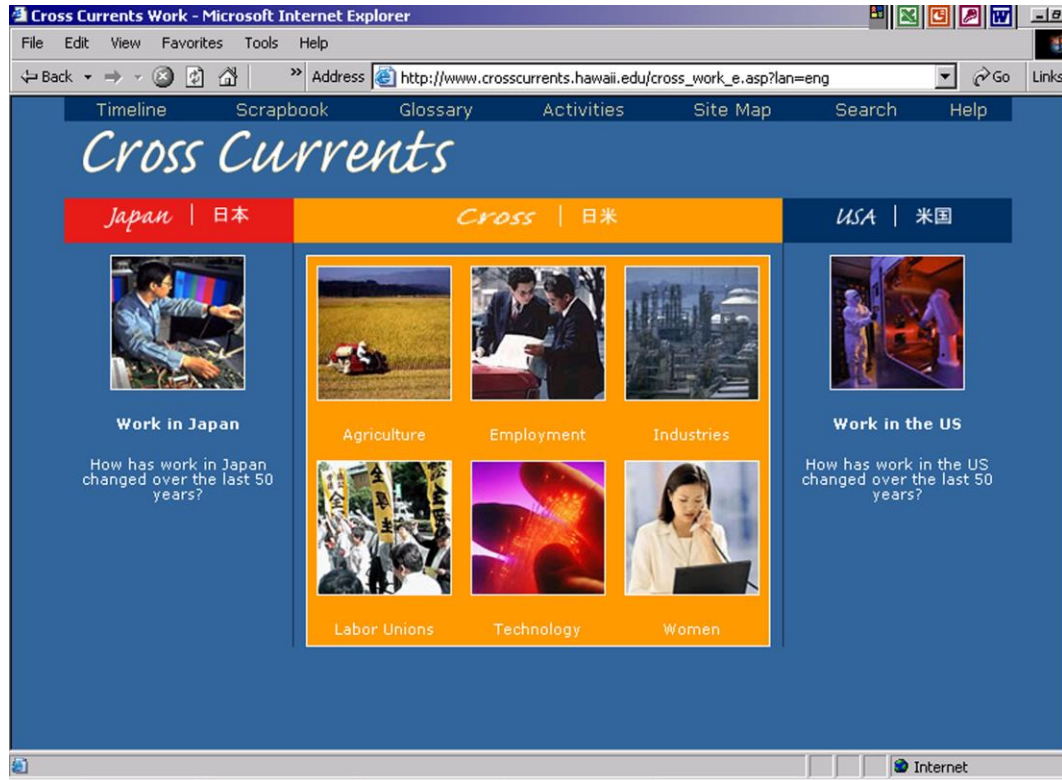 Cross Currents Work - Microsoft Internet Explorer
File Edit View Favorites Tools Help
Back » Address http://www.crosscurrents.hawaii.edu/cross_work_e.asp?lan=eng Go Links
Timeline Scrapbook Glossary Activities Site Map Search Help
Cross Currents
Japan | 日本 Cross | 日米 USA | 米国
Agriculture Employment Industries
Work in Japan
How has work in Japan
changed over the last 50
years?
Work in the US
How has work in the US
changed over the last 50
years?
Labor Unions Technology Women
Internet